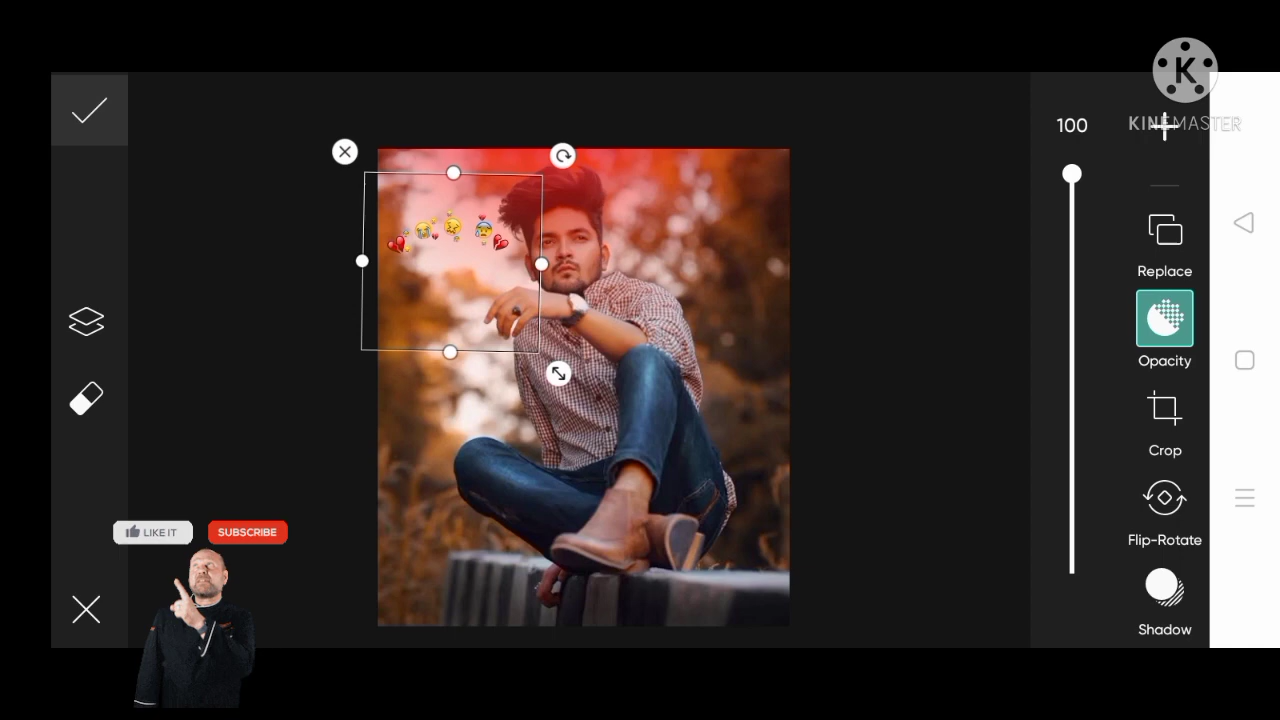 100
KINEMASTER
Replace
Opacity
Crop
Flip-Rotate
Shadow
LIKE IT
SUBSCRIBE